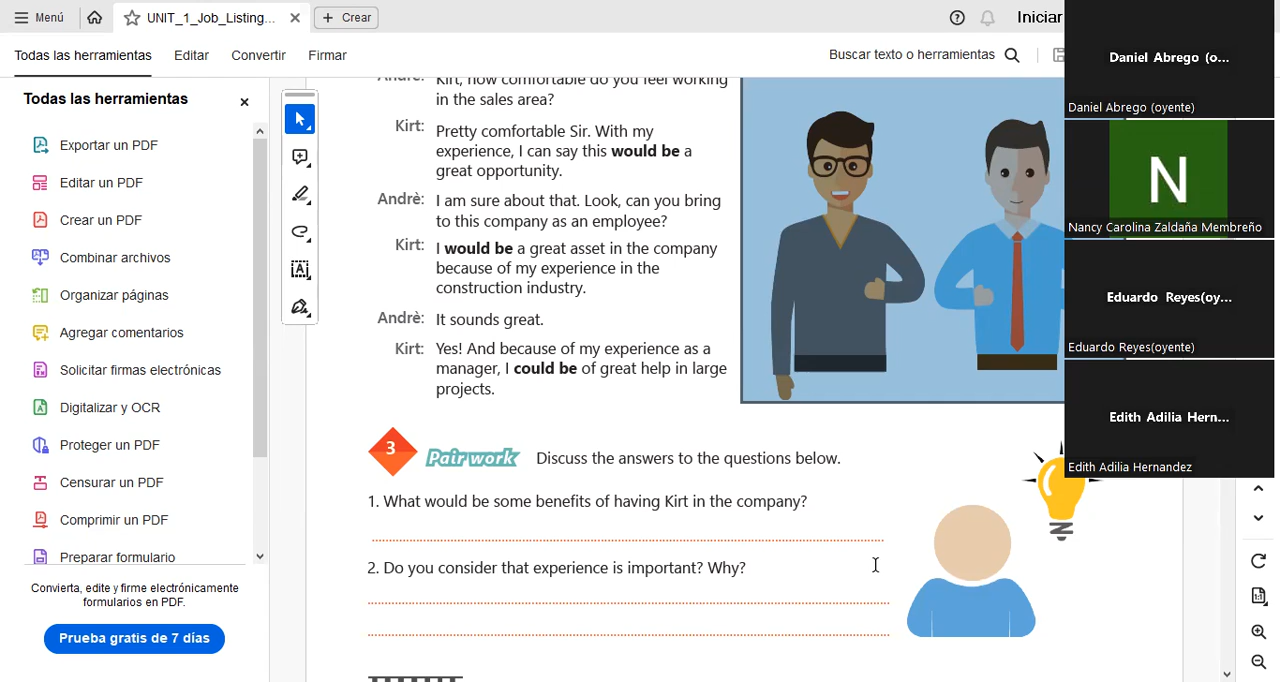 Menú
UNIT_1_Job_Listing...
Crear
Iniciar
Todas las herramientas
Editar
Convertir
Firmar
Buscar texto o herramientas
Todas las herramientas
Exportar un PDF
Editar un PDF
Crear un PDF
Combinar archivos
Organizar páginas
Agregar comentarios
Solicitar firmas electrónicas
Digitalizar y OCR
Proteger un PDF
Censurar un PDF
Comprimir un PDF
Preparar formulario
Convierta, edite y firme electrónicamente
formularios en PDF.
Prueba gratis de 7 días
Andrè: Kirt, how comfortable do you feel working
in the sales area?
Kirt: Pretty comfortable Sir. With my
experience, I can say this would be a
great opportunity.
Andrè: I am sure about that. Look, can you bring
to this company as an employee?
Kirt: I would be a great asset in the company
because of my experience in the
construction industry.
Andrè: It sounds great.
Kirt: Yes! And because of my experience as a
manager, I could be of great help in large
projects.
3 Pair work Discuss the answers to the questions below.
1. What would be some benefits of having Kirt in the company?
2. Do you consider that experience is important? Why?
Daniel Abrego (o...
Daniel Abrego (oyente)
N
Nancy Carolina Zaldaña Membreño
Eduardo Reyes(oy...
Eduardo Reyes(oyente)
Edith Adilia Hern...
Edith Adilia Hernandez